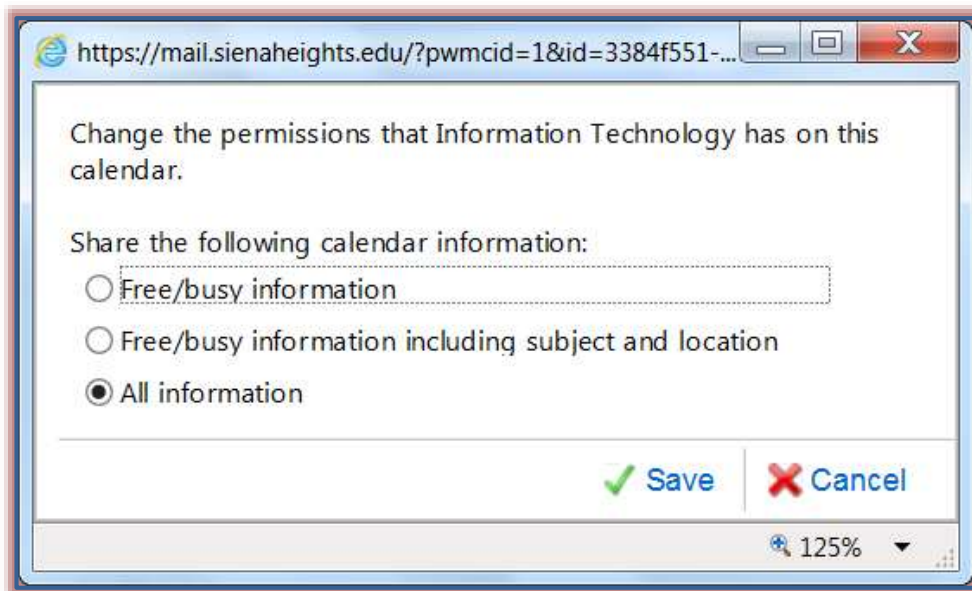 https://mail.sienaheights.edu/?pwmcid=1&id=3384f551-...
Change the permissions that Information Technology has on this
calendar.
Share the following calendar information:
Free/busy information
Free/busy information including subject and location
All information
Save
Cancel
125%